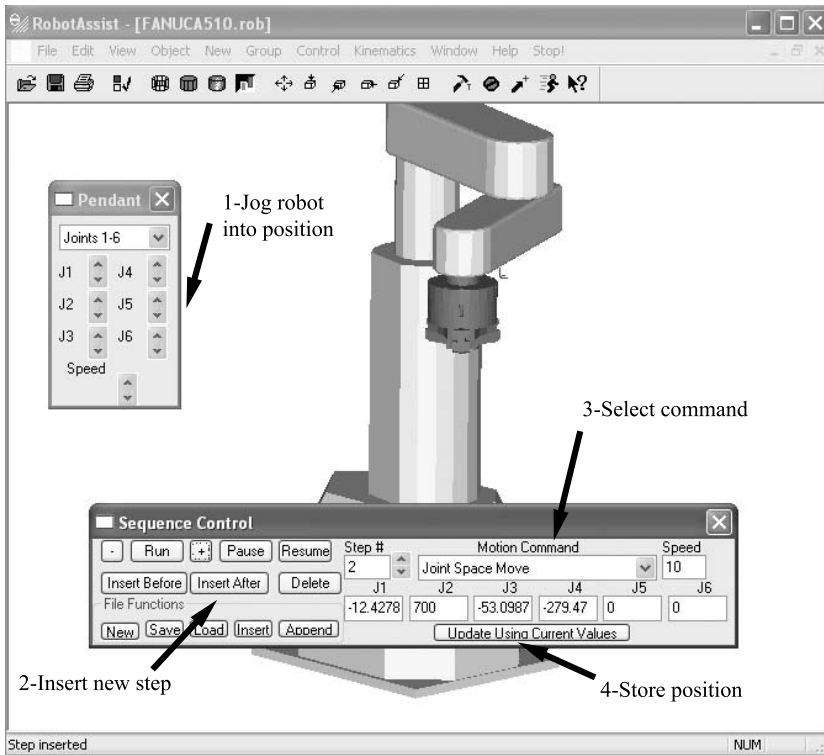 RobotAssist - [FANUCA510.rob]
File Edit View Object New Group Control Kinematics Window Help Stop!
Pendant
Joints 1-6
J1 J4
J2 J5
J3 J6
Speed
1-Jog robot
into position
3-Select command
Sequence Control
- Run + Pause Resume
Step #
Motion Command
Speed
2
Joint Space Move
10
Insert Before Insert After Delete
J1 J2 J3 J4 J5 J6
-12.4278 700 -53.0987 -279.47 0 0
File Functions
New Save Load Insert Append
Update Using Current Values
2-Insert new step
4-Store position
Step inserted
NUM